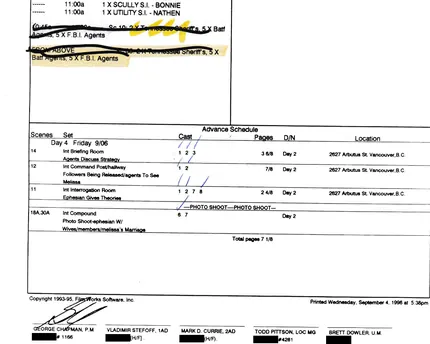 ------ 11:00a 1 X SCULLY S.I. - BONNIE
------ 11:00a 1 X UTILITY S.I. - NATHEN
Agents, 5 X F.B.I. Agents
FROM ABOVE
Batf Agents, 5 X F.B.I. Agents
Advance Schedule
Scenes Set Cast Pages D/N Location
Day 4 Friday 9/06
14 Int Briefing Room 1 2 3 3 6/8 Day 2 2627 Arbutus St. Vancouver,B.C
Agents Discuss Strategy
12 Int Command Post/hallway 1 2 7/8 Day 2 2627 Arbutus St. Vancouver,B.C.
Followers Being Released/agents To See
Melissa
11 Int Interrogation Room 1 2 7 8 2 4/8 Day 2 2627 Arbutus St. Vancouver,B.C.
Ephesian Gives Theories
---PHOTO SHOOT----PHOTO SHOOT---
18A,30A Int Compound 6 7 Day 2
Photo Shoot-ephesian W/
Wives/members/melissa's Marriage
Total pages 7 1/8
Copyright 1993-95, Film Works Software, Inc. Printed Wednesday, September 4, 1996 at 5:38pm
GEORGE CHAPMAN, P.M VLADIMIR STEFOFF, 1AD MARK D. CURRIE, 2AD TODD PITTSON, LOC MG BRETT DOWLER, U.M.
# 1166 (H/F) (H/F). #4281